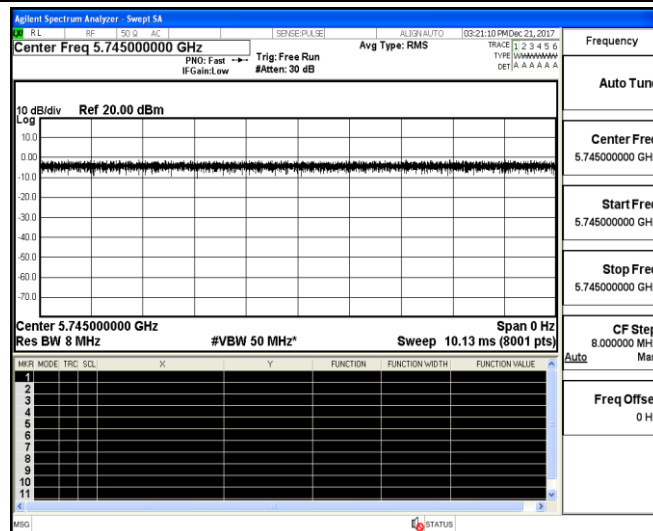 Agilent Spectrum Analyzer - Swept SA
RL RF 50 Ω AC SENSE:PULSE ALIGN AUTO 03:21:10 PM Dec 21, 2017
Center Freq 5.745000000 GHz
PNO: Fast
IFGain:Low
Trig: Free Run
#Atten: 30 dB
Avg Type: RMS
TRACE 1 2 3 4 5 6
TYPE
DET A A A A A A
10 dB/div Ref 20.00 dBm
Log
10.0
0.00
-10.0
-20.0
-30.0
-40.0
-50.0
-60.0
-70.0
Center 5.745000000 GHz Span 0 Hz
Res BW 8 MHz #VBW 50 MHz* Sweep 10.13 ms (8001 pts)
MKR MODE TRC SCL X Y FUNCTION FUNCTION WIDTH FUNCTION VALUE
1
2
3
4
5
6
7
8
9
10
11
MSG STATUS
Frequency
Auto Tun
Center Fre
5.745000000 GH
Start Fre
5.745000000 GH
Stop Fre
5.745000000 GH
CF Step
8.000000 MH
Auto Ma
Freq Offse
0 H